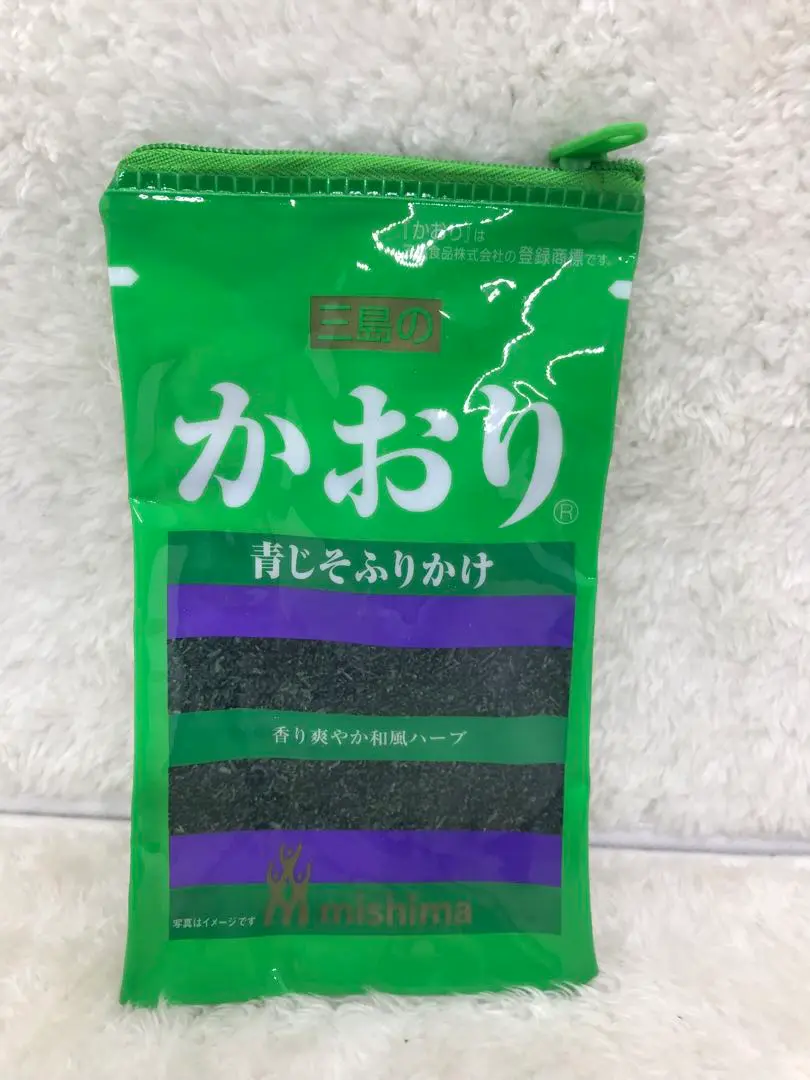 「かおり」は
三島食品株式会社の登録商標です。
三島の
かおり®
青じそふりかけ
香り爽やか和風ハーブ
写真はイメージです
mishima